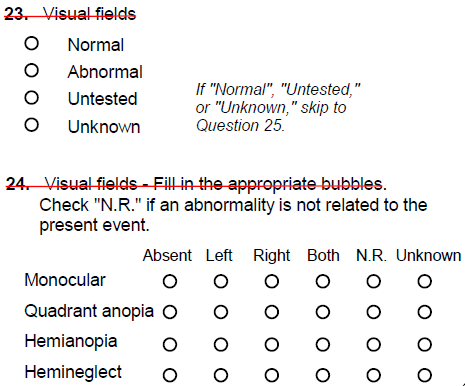 23. Visual fields
Normal
Abnormal
Untested
Unknown
If "Normal", "Untested,"
or "Unknown," skip to
Question 25.
24. Visual fields - Fill in the appropriate bubbles.
Check "N.R." if an abnormality is not related to the
present event.
Absent Left Right Both N.R. Unknown
Monocular
Quadrant anopia
Hemianopia
Hemineglect